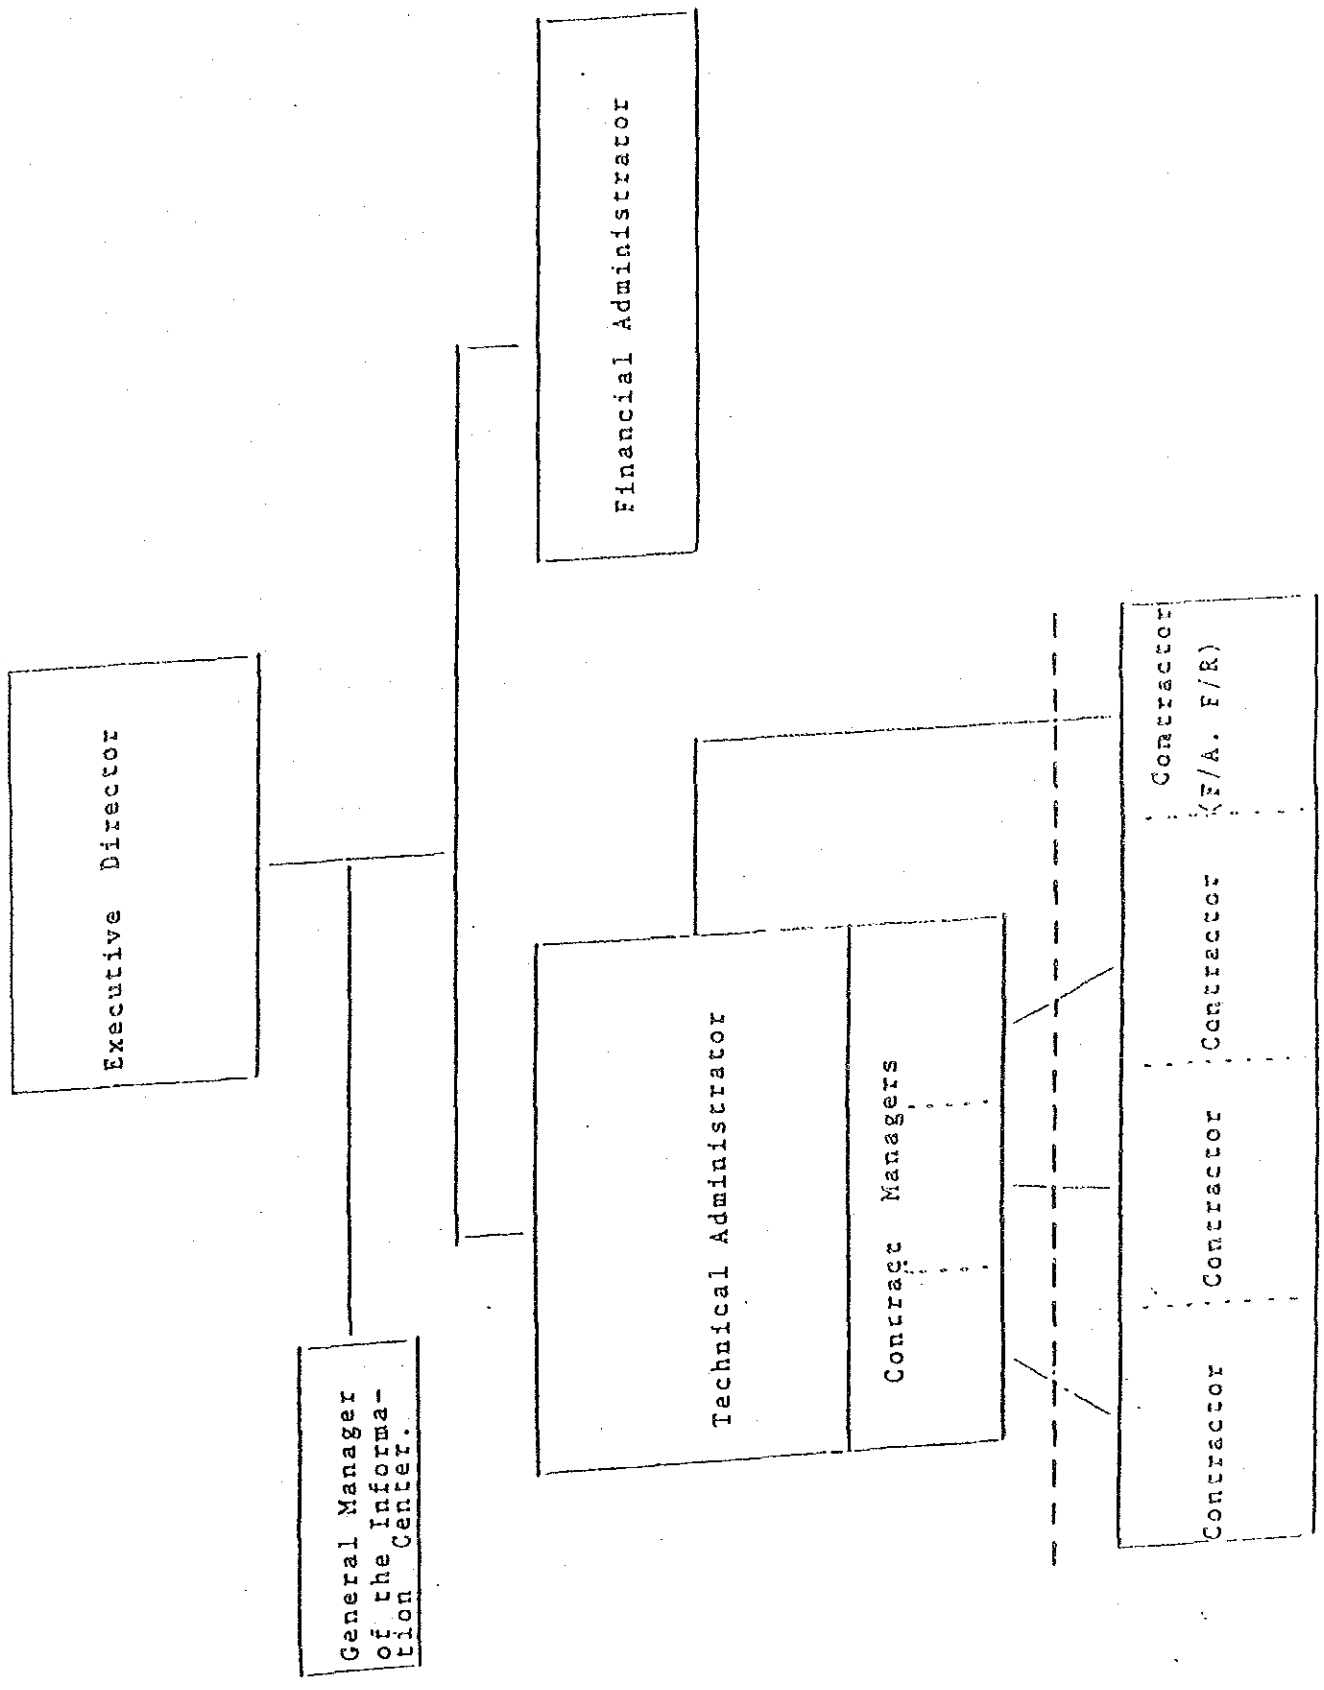 Executive Director
General Manager
of the Informa-
tion Center.
Technical Administrator
Financial Administrator
Contract Managers
Contractor
Contractor
Contractor
Contractor
(F/A. F/R)